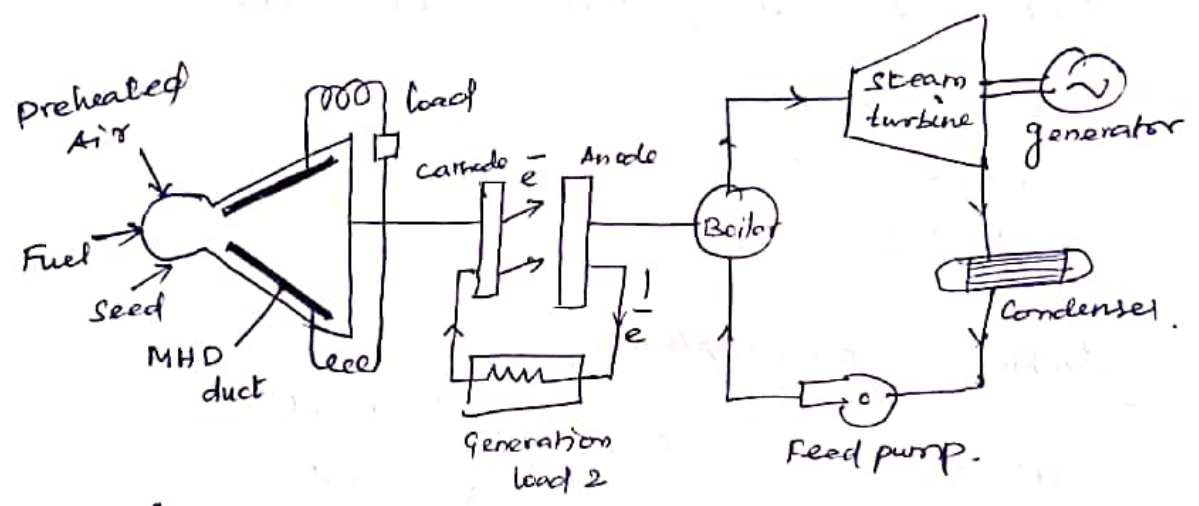 Preheated
Air
Fuel
Seed
MHD
duct
load
Cathode
e⁻
Anode
e⁻
Generation
load 2
Boiler
Steam
turbine
generator
Condenser.
Feed pump.